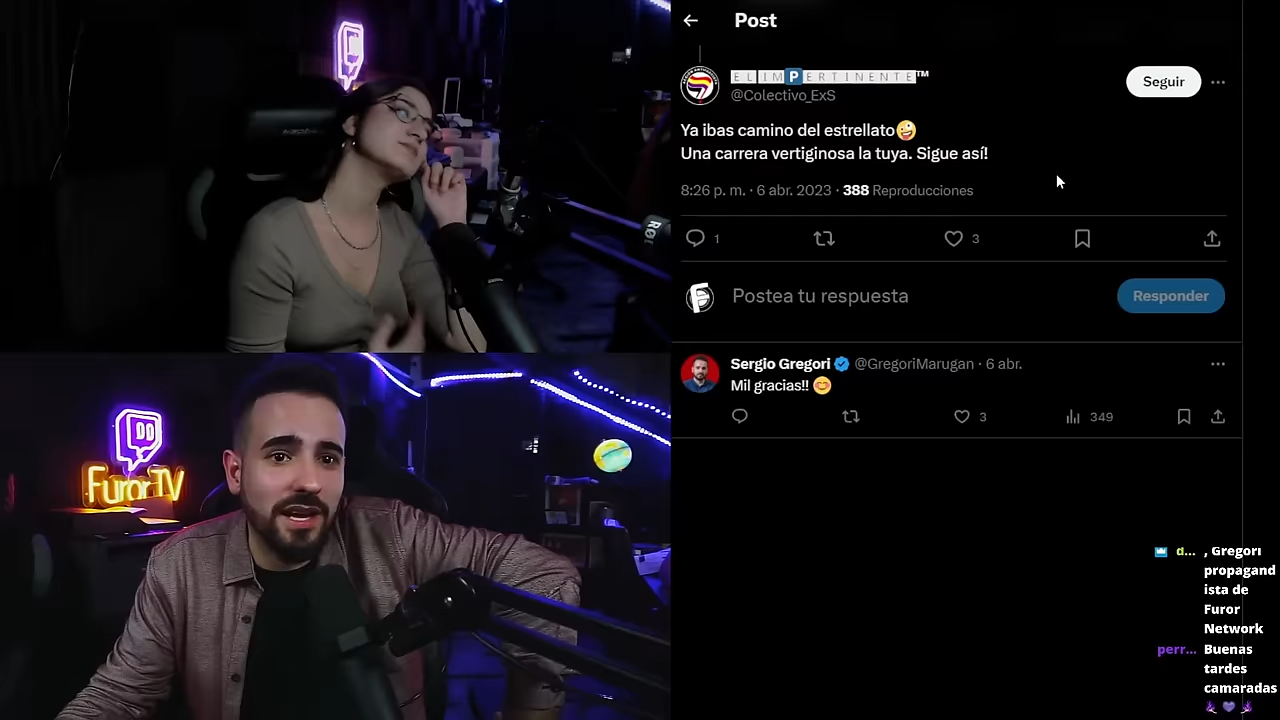 Post
EL IMPERTINENTE™
@Colectivo_ExS
Seguir
Ya ibas camino del estrellato🤪
Una carrera vertiginosa la tuya. Sigue así!
8:26 p. m. · 6 abr. 2023 · 388 Reproducciones
1
3
Postea tu respuesta
Responder
Sergio Gregori @GregoriMarugan · 6 abr.
Mil gracias!! 😊
3
349
FurorTV
d... , Gregori
propagand
ista de
Furor
Network
perr... Buenas
tardes
camaradas